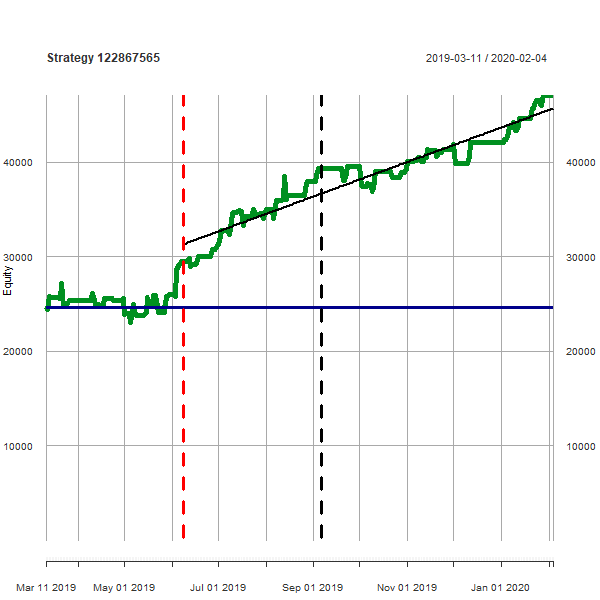 Strategy 122867565
2019-03-11 / 2020-02-04
40000
40000
30000
30000
Equity
20000
20000
10000
10000
Mar 11 2019
May 01 2019
Jul 01 2019
Sep 01 2019
Nov 01 2019
Jan 01 2020